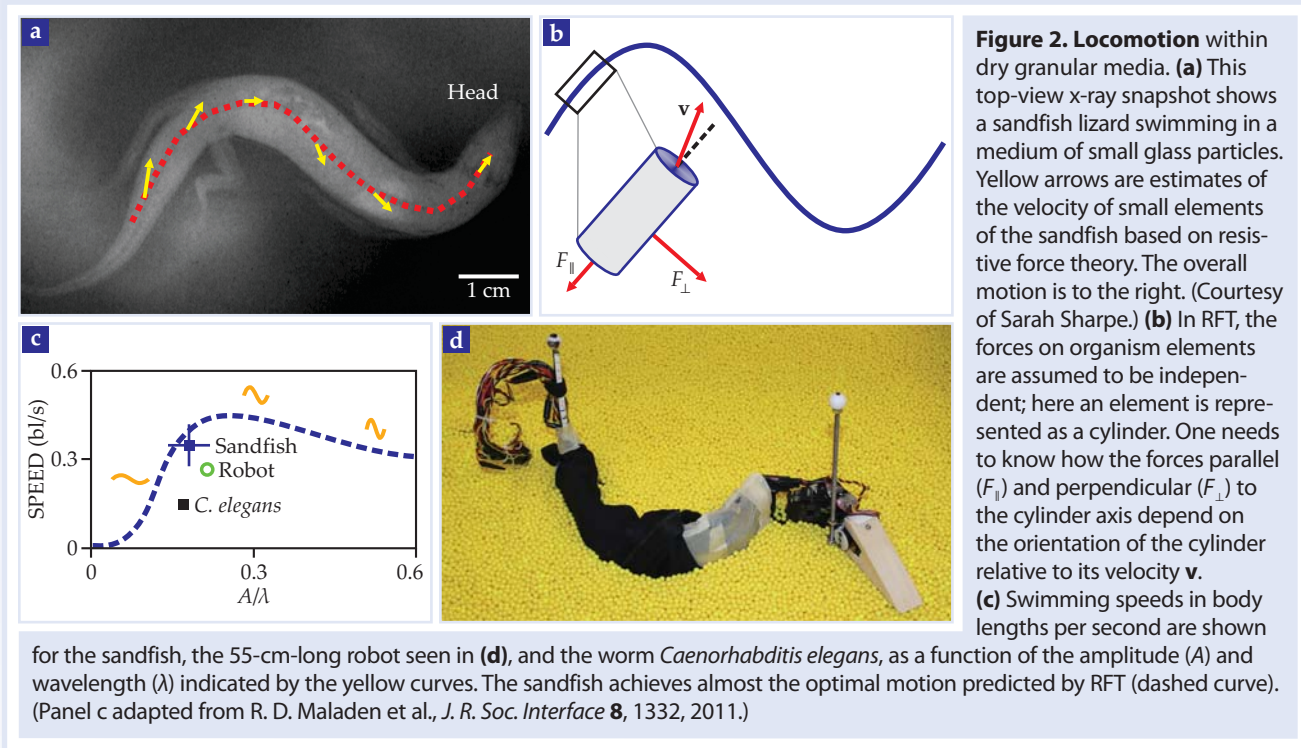 a
Head
1 cm
b
v
F∥
F⊥
c
0.6
0.3
0
SPEED (bl/s)
Sandfish
Robot
C. elegans
0
0.3
0.6
A/λ
d
Figure 2. Locomotion within
dry granular media. (a) This
top-view x-ray snapshot shows
a sandfish lizard swimming in a
medium of small glass particles.
Yellow arrows are estimates of
the velocity of small elements
of the sandfish based on resis-
tive force theory. The overall
motion is to the right. (Courtesy
of Sarah Sharpe.) (b) In RFT, the
forces on organism elements
are assumed to be indepen-
dent; here an element is repre-
sented as a cylinder. One needs
to know how the forces parallel
(F∥) and perpendicular (F⊥) to
the cylinder axis depend on
the orientation of the cylinder
relative to its velocity v.
(c) Swimming speeds in body
lengths per second are shown
for the sandfish, the 55-cm-long robot seen in (d), and the worm Caenorhabditis elegans, as a function of the amplitude (A) and
wavelength (λ) indicated by the yellow curves. The sandfish achieves almost the optimal motion predicted by RFT (dashed curve).
(Panel c adapted from R. D. Maladen et al., J. R. Soc. Interface 8, 1332, 2011.)